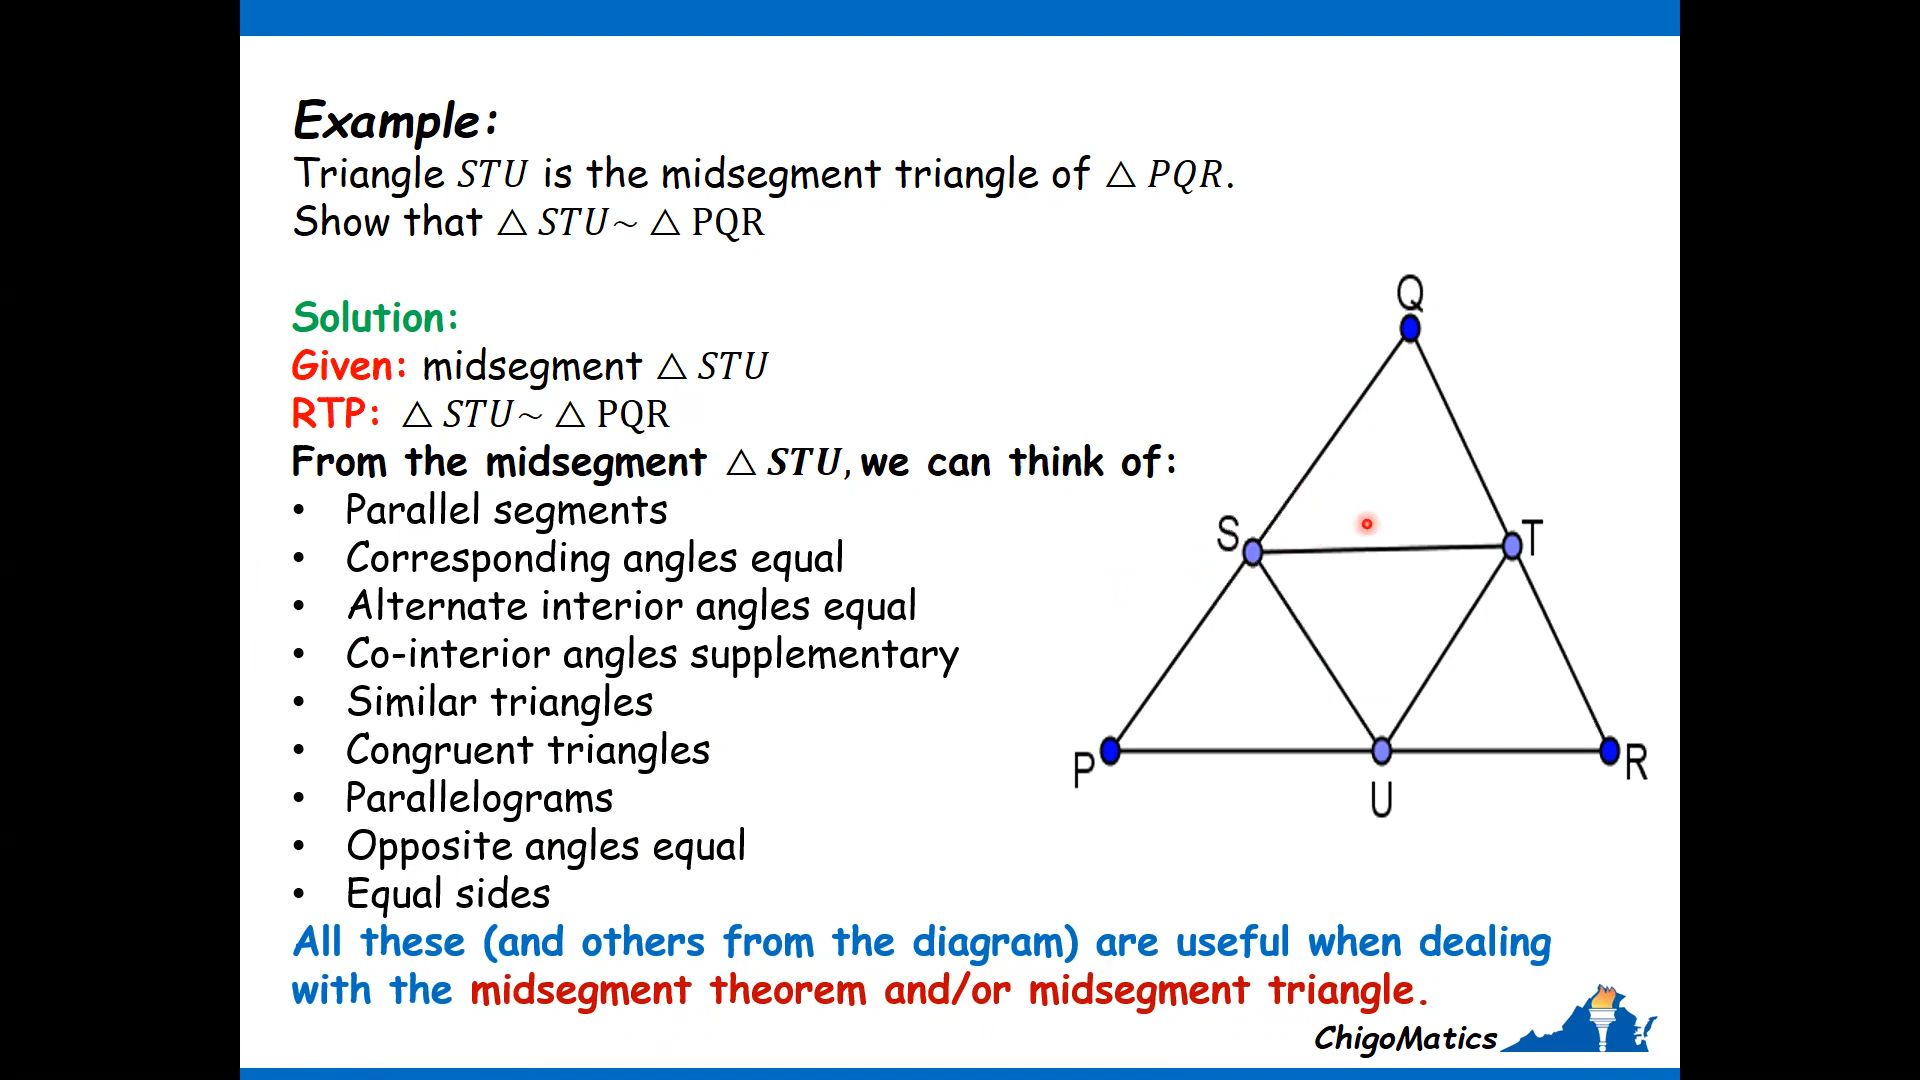 Example:
Triangle STU is the midsegment triangle of △ PQR.
Show that △ STU~ △ PQR
Solution:
Given: midsegment △ STU
RTP: △ STU~ △ PQR
From the midsegment △ STU, we can think of:
• Parallel segments
• Corresponding angles equal
• Alternate interior angles equal
• Co-interior angles supplementary
• Similar triangles
• Congruent triangles
• Parallelograms
• Opposite angles equal
• Equal sides
All these (and others from the diagram) are useful when dealing
with the midsegment theorem and/or midsegment triangle.
Q
S
T
P
U
R
ChigoMatics